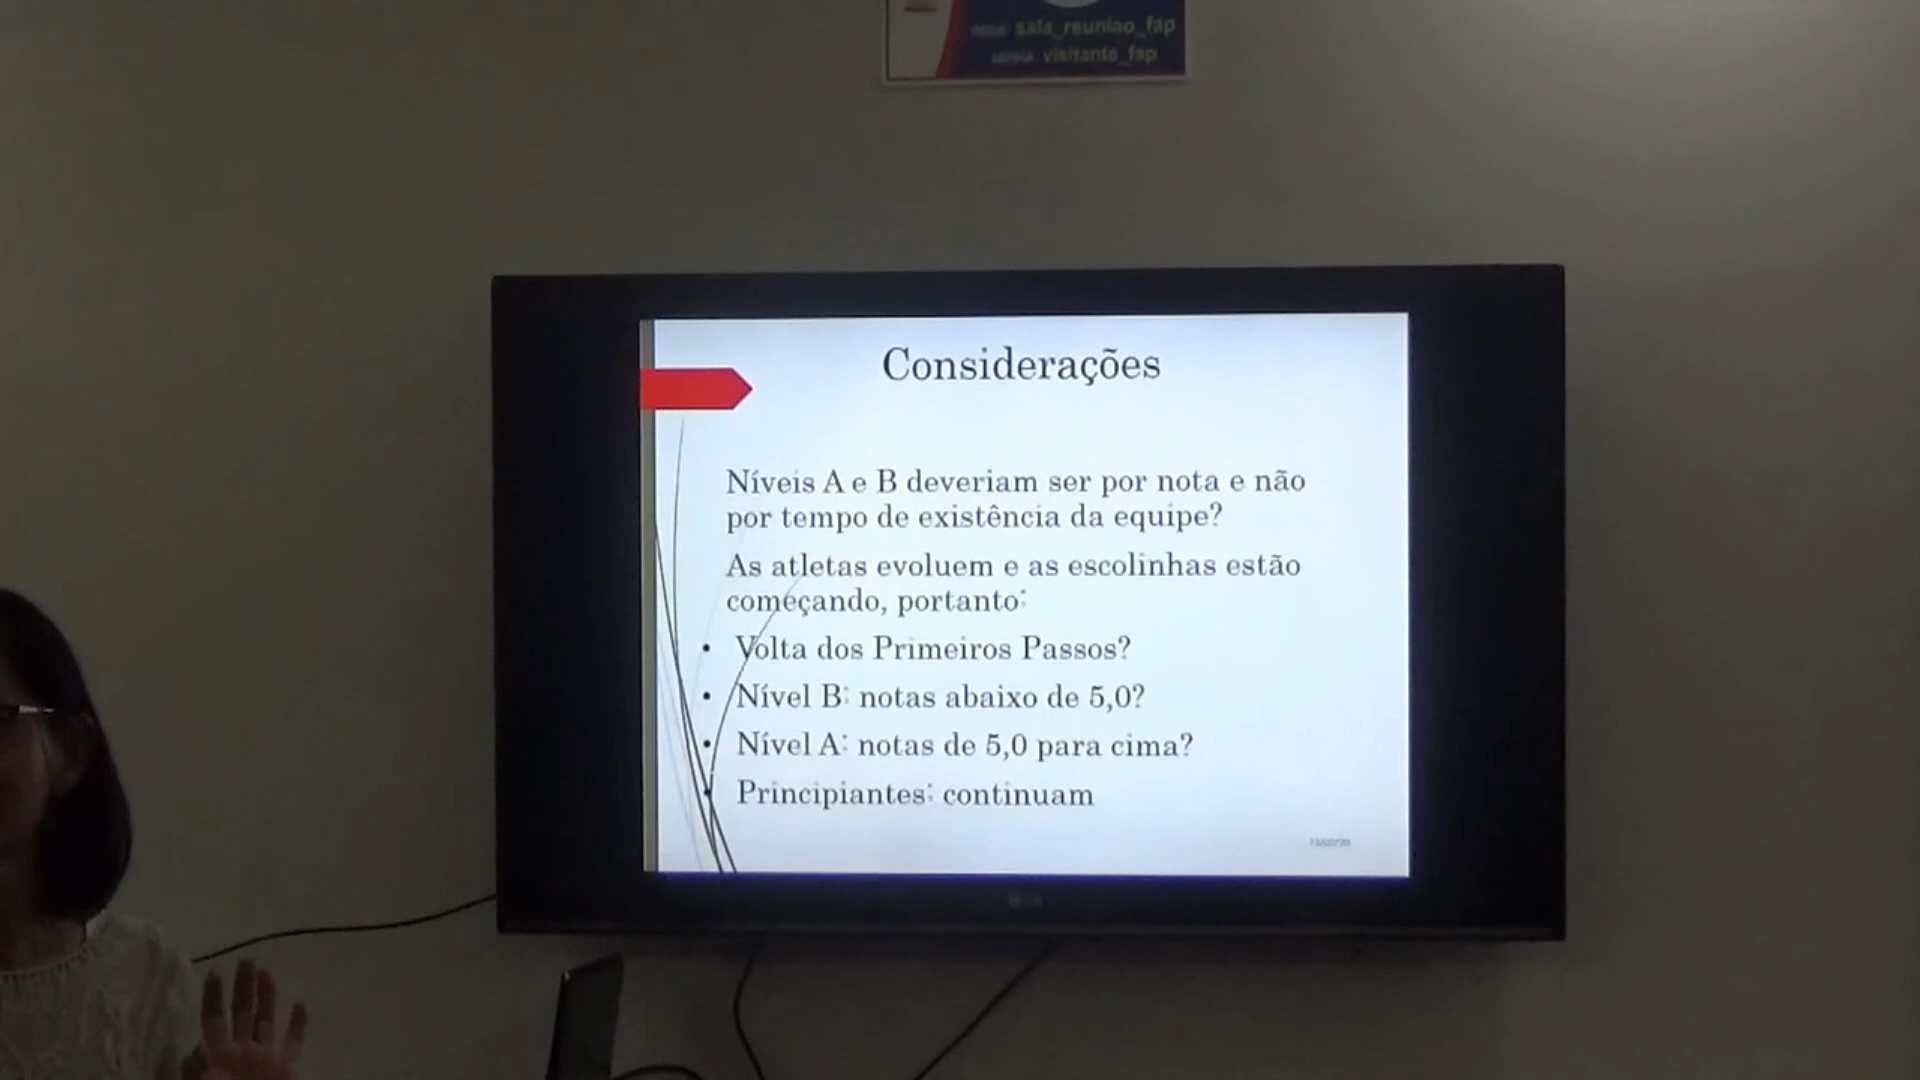 sala_reuniao_fap
visitante_fap
Considerações
Níveis A e B deveriam ser por nota e não
por tempo de existência da equipe?
As atletas evoluem e as escolinhas estão
começando, portanto:
• Volta dos Primeiros Passos?
• Nível B: notas abaixo de 5,0?
• Nível A: notas de 5,0 para cima?
• Principiantes: continuam